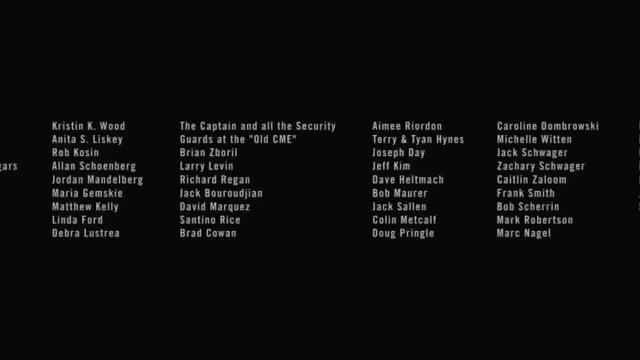 gars
Kristin K. Wood
Anita S. Liskey
Rob Kosin
Allan Schoenberg
Jordan Mandelberg
Maria Gemskie
Matthew Kelly
Linda Ford
Debra Lustrea
The Captain and all the Security
Guards at the "Old CME"
Brian Zboril
Larry Levin
Richard Regan
Jack Bouroudjian
David Marquez
Santino Rice
Brad Cowan
Aimee Riordon
Terry & Tyan Hynes
Joseph Day
Jeff Kim
Dave Heltmach
Bob Maurer
Jack Sallen
Colin Metcalf
Doug Pringle
Caroline Dombrowski
Michelle Witten
Jack Schwager
Zachary Schwager
Caitlin Zaloom
Frank Smith
Bob Scherrin
Mark Robertson
Marc Nagel